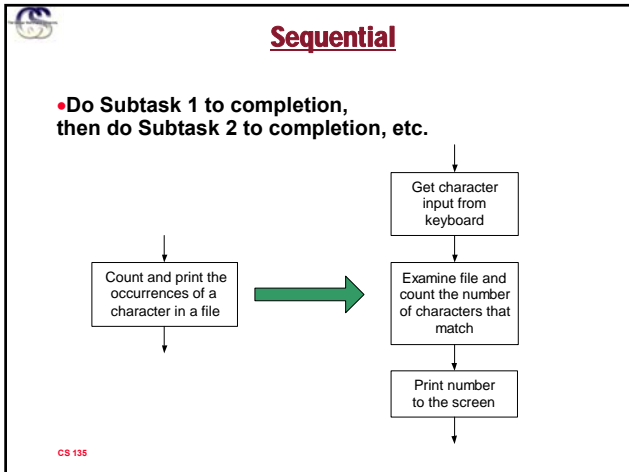 Sequential
•Do Subtask 1 to completion,
then do Subtask 2 to completion, etc.
Count and print the
occurrences of a
character in a file
Get character
input from
keyboard
Examine file and
count the number
of characters that
match
Print number
to the screen
CS 135